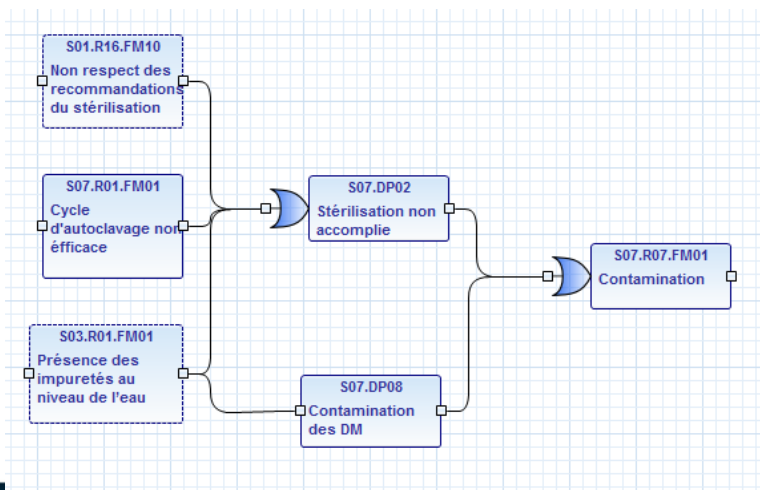 S01.R16.FM10
Non respect des
recommandations
du stérilisation
S07.R01.FM01
Cycle
d'autoclavage non
éfficace
S07.DP02
Stérilisation non
accomplie
S07.R07.FM01
Contamination
S03.R01.FM01
Présence des
impuretés au
niveau de l'eau
S07.DP08
Contamination
des DM